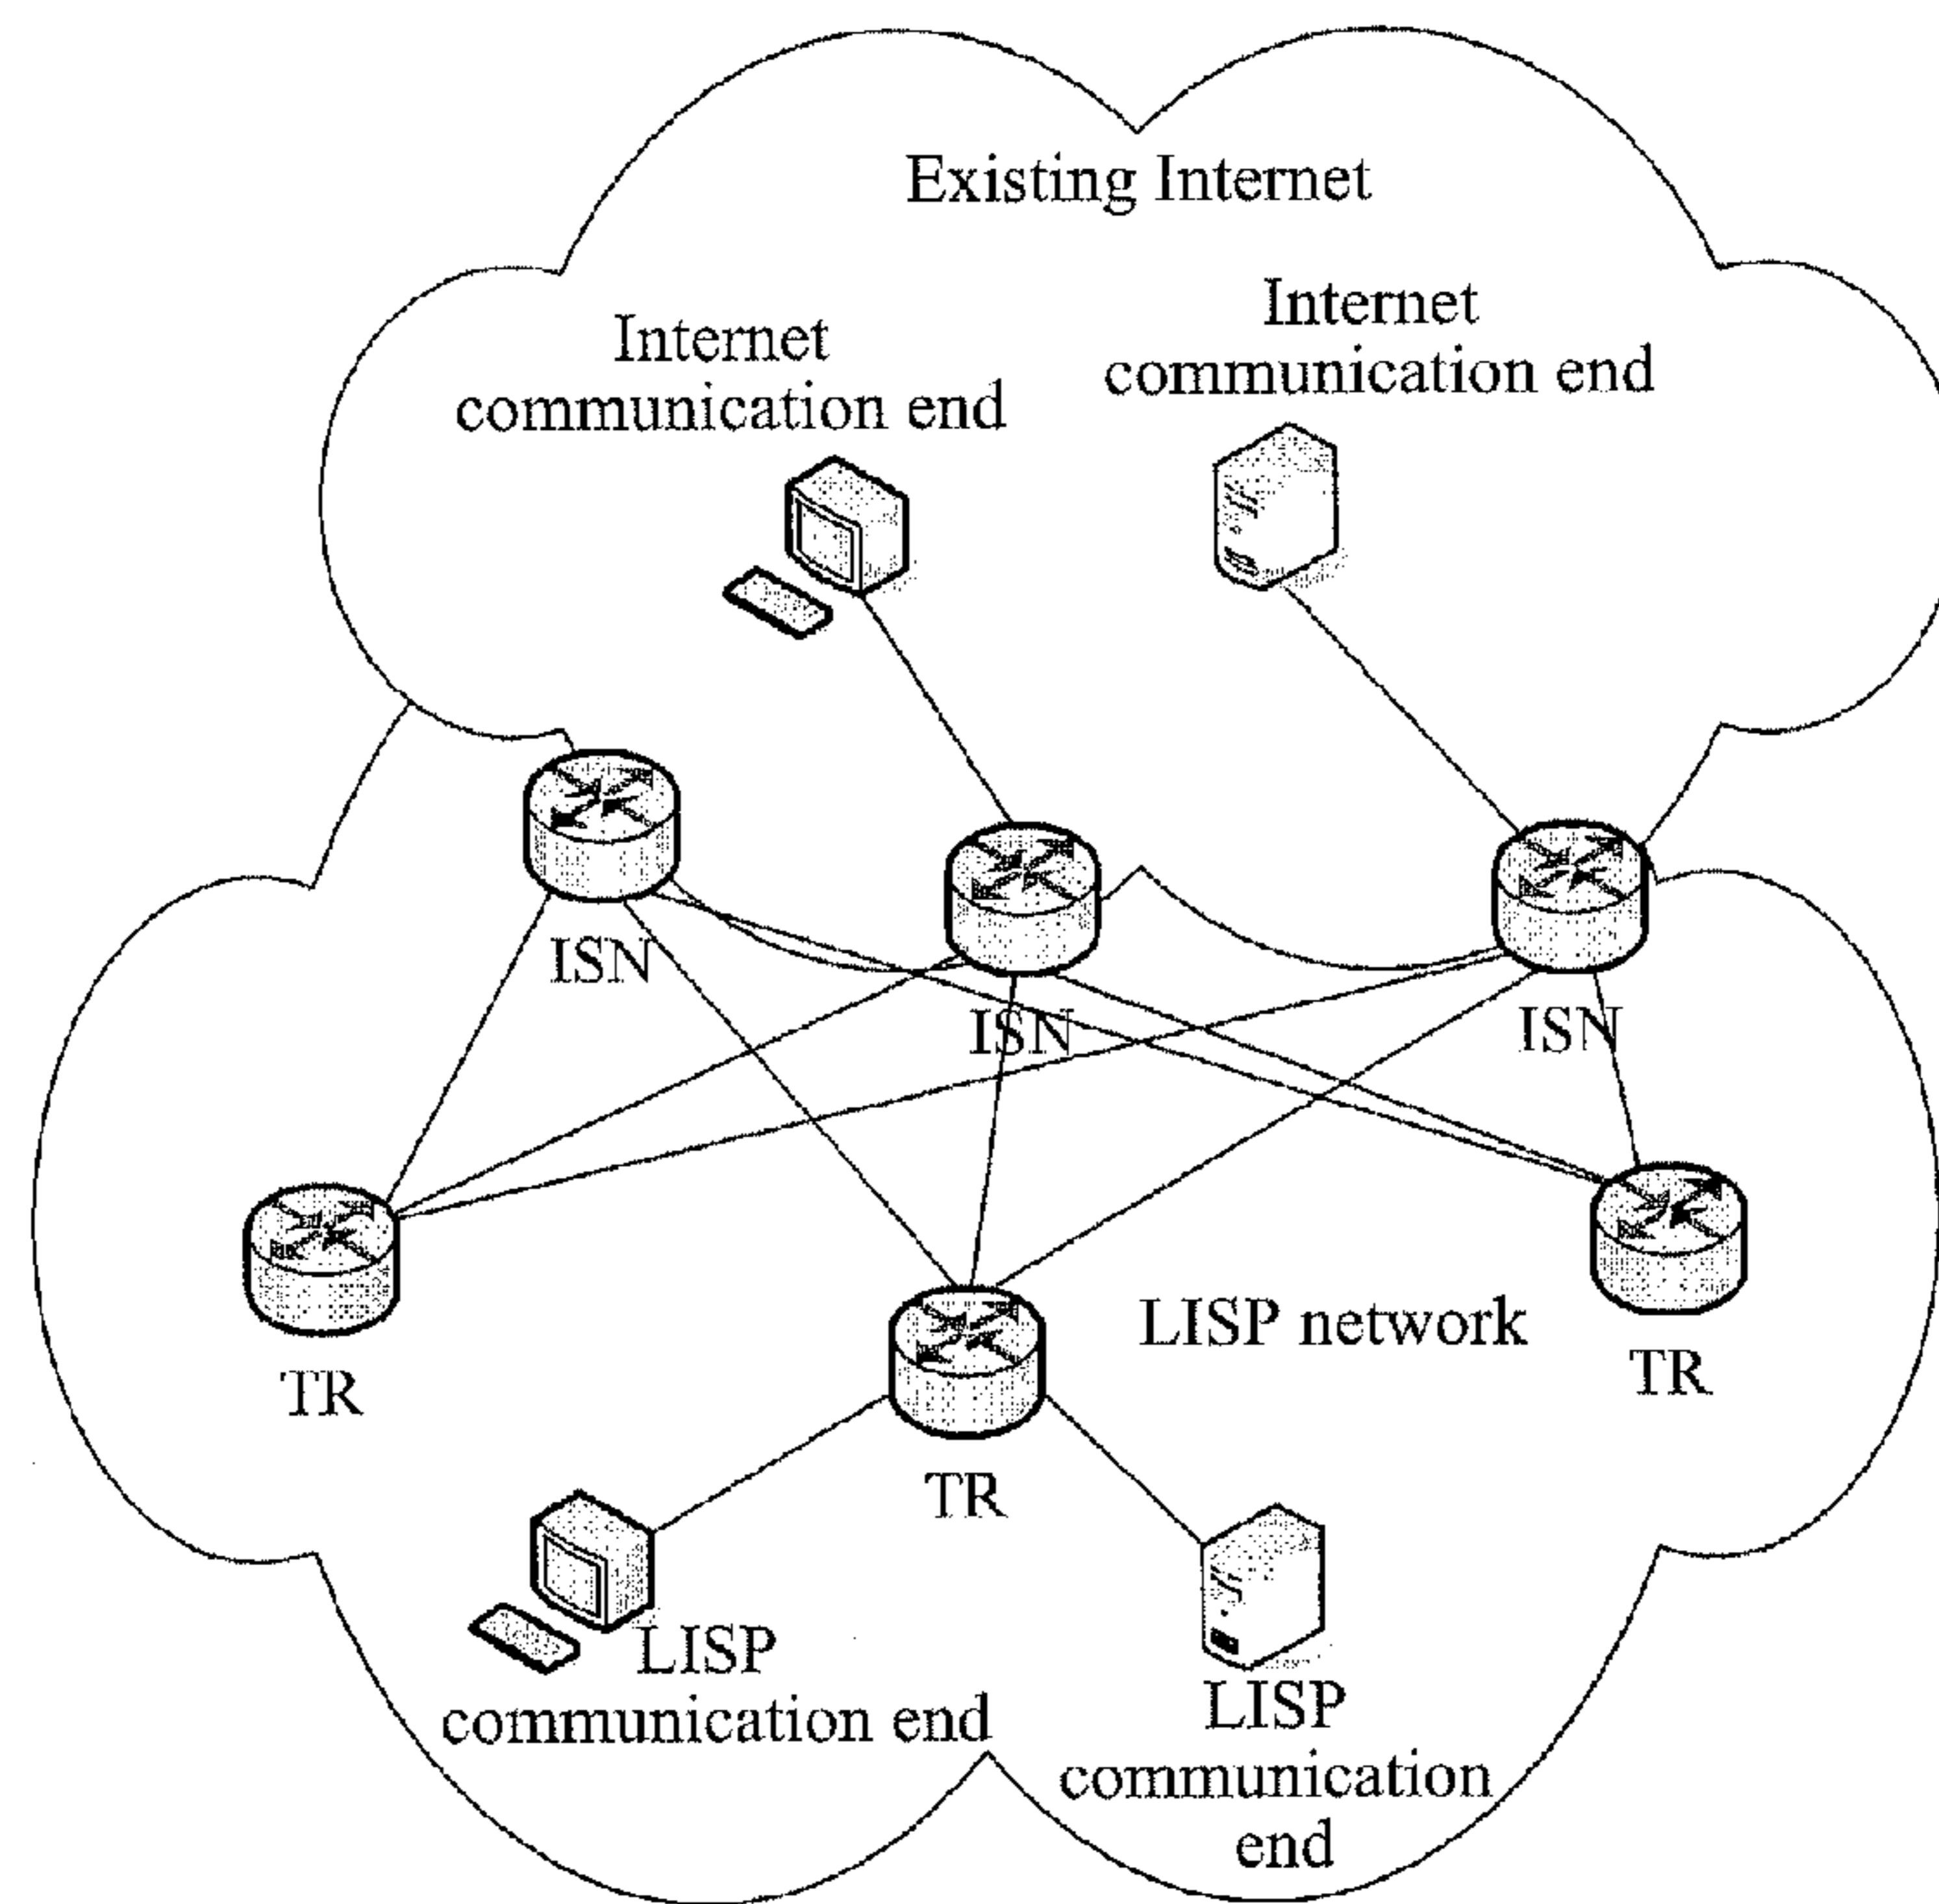 Existing Internet
Internet
communication end
Internet
communication end
ISN
ISN
ISN
TR
TR
TR
LISP network
LISP
communication end
LISP
communication
end